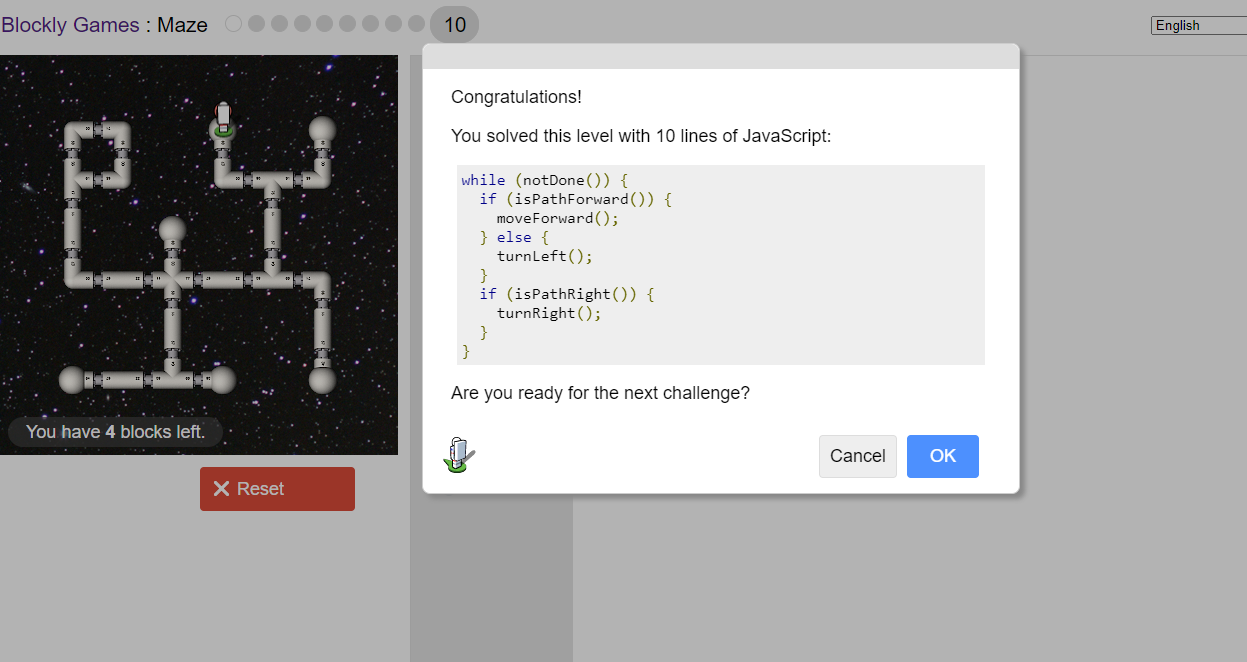 Blockly Games : Maze 10
English
Congratulations!
You solved this level with 10 lines of JavaScript:
while (notDone()) {
  if (isPathForward()) {
    moveForward();
  } else {
    turnLeft();
  }
  if (isPathRight()) {
    turnRight();
  }
}
Are you ready for the next challenge?
You have 4 blocks left.
Cancel
OK
Reset